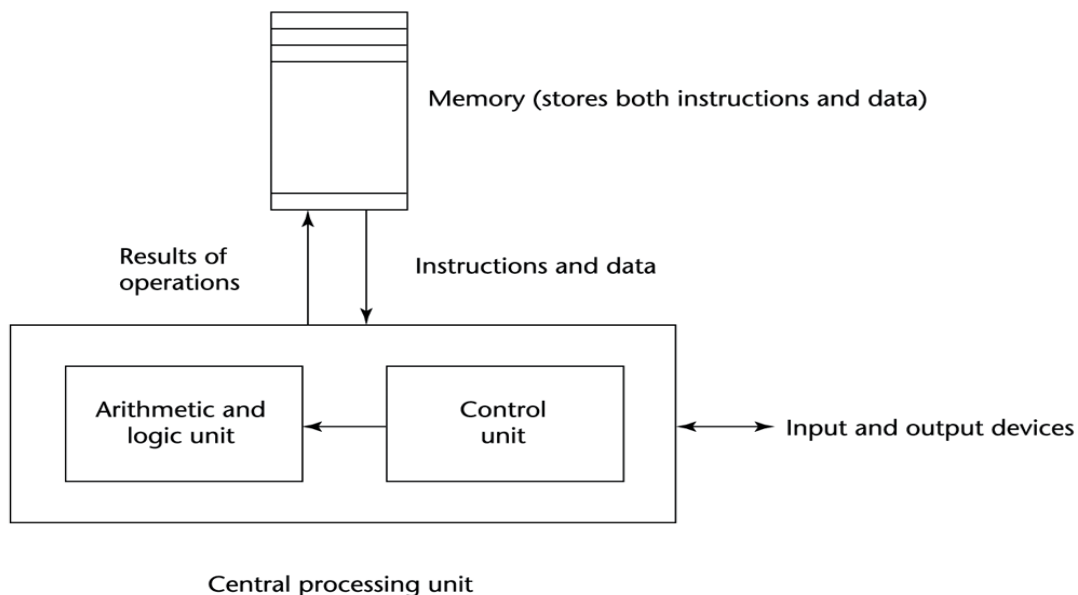 Memory (stores both instructions and data)
Results of
operations
Instructions and data
Arithmetic and
logic unit
Control
unit
Input and output devices
Central processing unit